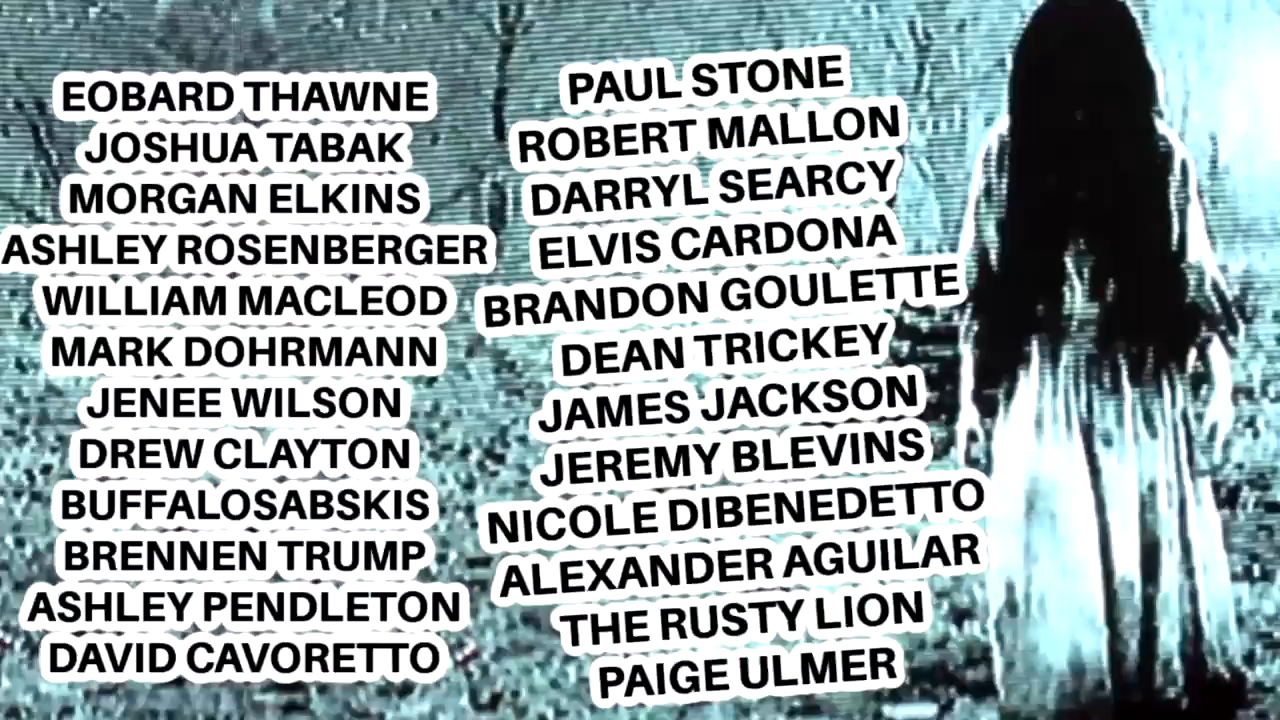 EOBARD THAWNE
JOSHUA TABAK
MORGAN ELKINS
ASHLEY ROSENBERGER
WILLIAM MACLEOD
MARK DOHRMANN
JENEE WILSON
DREW CLAYTON
BUFFALOSABSKIS
BRENNEN TRUMP
ASHLEY PENDLETON
DAVID CAVORETTO
PAUL STONE
ROBERT MALLON
DARRYL SEARCY
ELVIS CARDONA
BRANDON GOULETTE
DEAN TRICKEY
JAMES JACKSON
JEREMY BLEVINS
NICOLE DIBENEDETTO
ALEXANDER AGUILAR
THE RUSTY LION
PAIGE ULMER